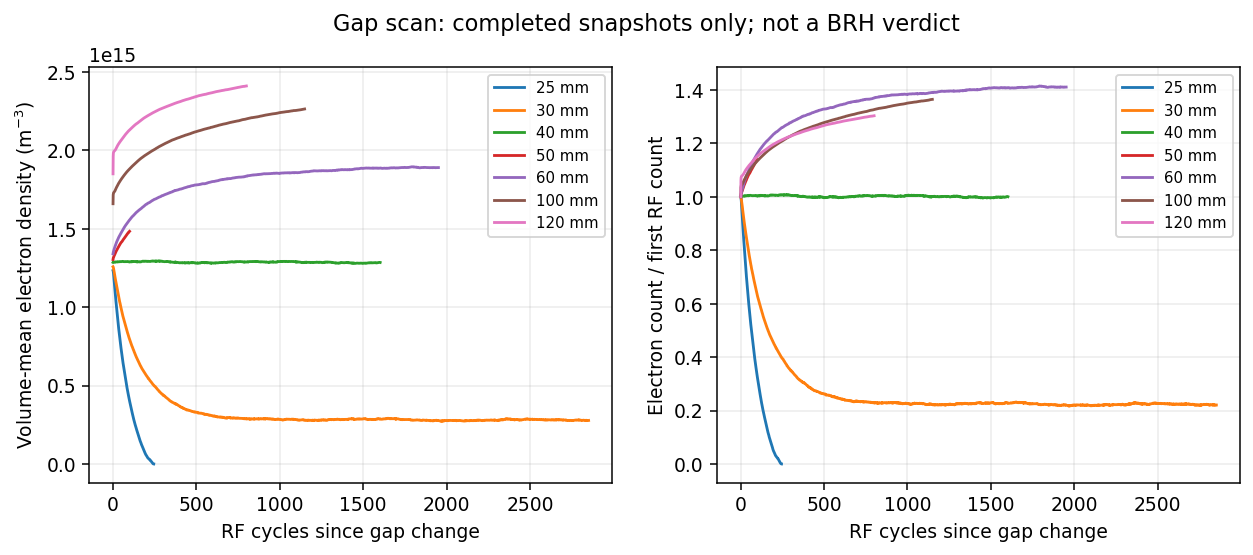 Gap scan: completed snapshots only; not a BRH verdict
1e15
Volume-mean electron density (m⁻³)
2.5
2.0
1.5
1.0
0.5
0.0
0
500
1000
1500
2000
2500
RF cycles since gap change
25 mm
30 mm
40 mm
50 mm
60 mm
100 mm
120 mm
Electron count / first RF count
1.4
1.2
1.0
0.8
0.6
0.4
0.2
0.0
0
500
1000
1500
2000
2500
RF cycles since gap change
25 mm
30 mm
40 mm
50 mm
60 mm
100 mm
120 mm